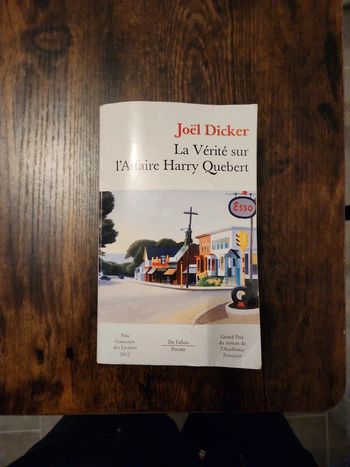 Joël Dicker
La Vérité sur
l'Affaire Harry Quebert
Esso
Prix
Goncourt
des Lycéens
2012
De Fallois
Poche
Grand Prix
du roman de
l'Académie
française